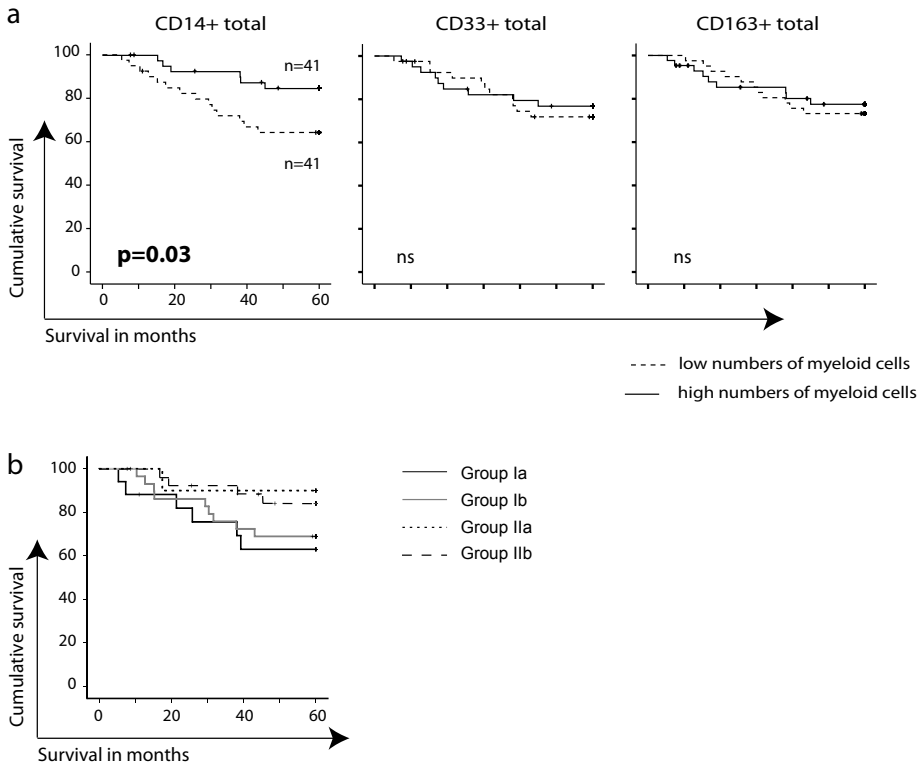 a
CD14+ total
CD33+ total
CD163+ total
100
80
60
40
20
0
n=41
n=41
p=0.03
ns
ns
0
20
40
60
Cumulative survival
Survival in months
low numbers of myeloid cells
high numbers of myeloid cells
b
100
80
60
40
20
0
0
20
40
60
Cumulative survival
Survival in months
Group Ia
Group Ib
Group IIa
Group IIb